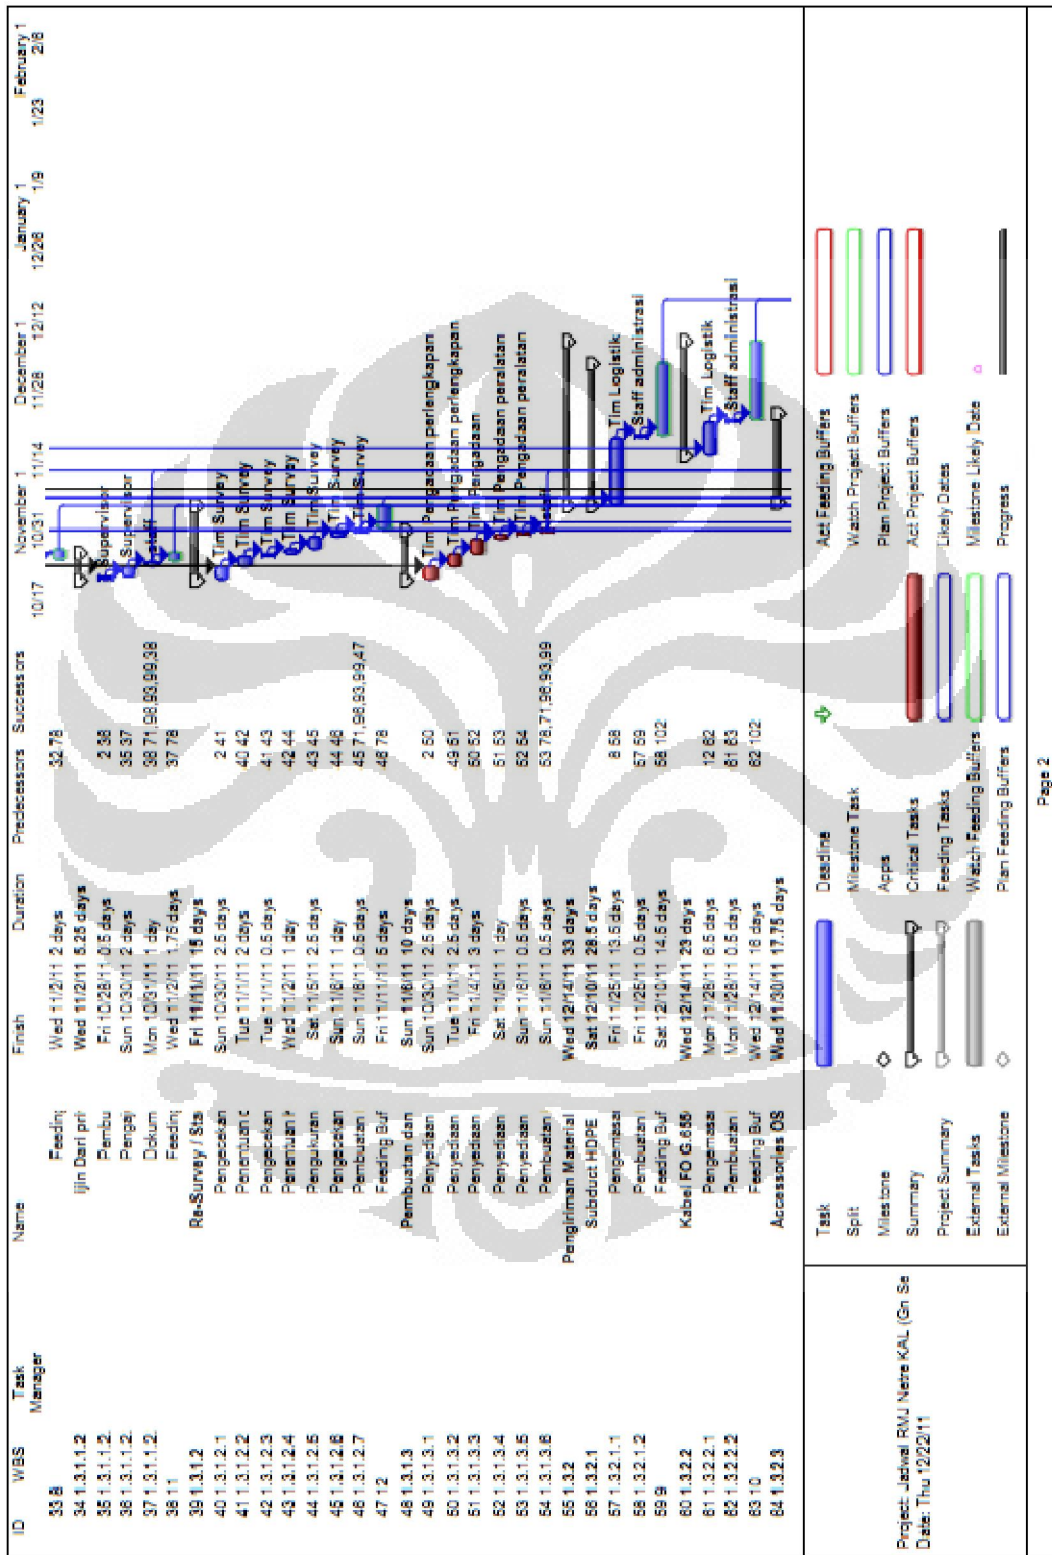 ID WBS Task Manager Name Finish Duration Predecessors Successors
October 17 10/31 November 1 11/14 11/28 December 1 12/12 12/26 January 1 1/9 1/23 February 1 2/6
33 8 Feeding Wed 11/2/11 2 days 32 78
34 1.3.1.1.2 Ijin Dari pri Wed 11/2/11 5.25 days
35 1.3.1.1.2. Pembu Fri 10/28/11 0.5 days 2 36 Supervisor
36 1.3.1.1.2. Pengaj Sun 10/30/11 2 days 35 37 Supervisor
37 1.3.1.1.2. Dokum Mon 10/31/11 1 day 36 71,96,93,99,38 Staff
38 11 Feeding Wed 11/2/11 1.75 days 37 78
39 1.3.1.2 Re-Survey / Sta Fri 11/11/11 15 days
40 1.3.1.2.1 Pengecekan Sun 10/30/11 2.5 days 2 41 Tim Survey
41 1.3.1.2.2 Penentuan Tue 11/1/11 2 days 40 42 Tim Survey
42 1.3.1.2.3 Pengecekan Tue 11/1/11 0.5 days 41 43 Tim Survey
43 1.3.1.2.4 Wed 11/2/11 1 day 42 44 Tim Survey
44 1.3.1.2.5 Pengukuran Sat 11/5/11 2.5 days 43 45 Tim Survey
45 1.3.1.2.6 Pengecekan Sun 11/6/11 1 day 44 46 Tim Survey
46 1.3.1.2.7 Pembuatan Sun 11/6/11 0.5 days 45 71,96,93,99,47 Tim Survey
47 12 Feeding Buf Fri 11/11/11 5 days 46 78
48 1.3.1.3 Pembuatan dan Sun 11/6/11 10 days
49 1.3.1.3.1 Penyediaan Sun 10/30/11 2.5 days 2 50 Tim Pengadaan perlengkapan
50 1.3.1.3.2 Penyediaan Tue 11/1/11 2.5 days 49 51 Tim Pengadaan perlengkapan
51 1.3.1.3.3 Penyediaan Fri 11/4/11 3 days 50 52 Tim Pengadaan
52 1.3.1.3.4 Penyediaan Sat 11/5/11 1 day 51 53 Tim Pengadaan peralatan
53 1.3.1.3.5 Penyediaan Sun 11/6/11 1 day 52 54 Tim Pengadaan peralatan
54 1.3.1.3.6 Pembuatan Sun 11/6/11 0.5 days 53 78,71,96,93,99 Staff
55 1.3.2 Pengiriman Material Wed 12/14/11 33 days
56 1.3.2.1 Subduct HDPE Sat 12/10/11 28.5 days
57 1.3.2.1.1 Pengemasa Fri 11/25/11 13.5 days 8 58 Tim Logistik
58 1.3.2.1.2 Pembuatan Fri 11/25/11 0.5 days 57 59 Staff administrasi
59 9 Feeding Buf Sat 12/10/11 14.5 days 58 102
60 1.3.2.2 Kabel FO G.655 Wed 12/14/11 23 days
61 1.3.2.2.1 Pengemasa Mon 11/28/11 6.5 days 12 62 Tim Logistik
62 1.3.2.2.2 Pembuatan Mon 11/28/11 0.5 days 61 63 Staff administrasi
63 10 Feeding Buf Wed 12/14/11 16 days 62 102
64 1.3.2.3 Accessories OS Wed 11/30/11 17.75 days
Project: Jadwal RMJ Netre KAL (Gn Se
Date: Thu 12/22/11
Task
Split
Milestone
Summary
Project Summary
External Tasks
External Milestone
Deadline
Milestone Task
Appts
Critical Tasks
Feeding Tasks
Watch Feeding Buffers
Plan Feeding Buffers
Act Feeding Buffers
Watch Project Buffers
Plan Project Buffers
Act Project Buffers
Likely Dates
Milestone Likely Date
Progress
Page 2